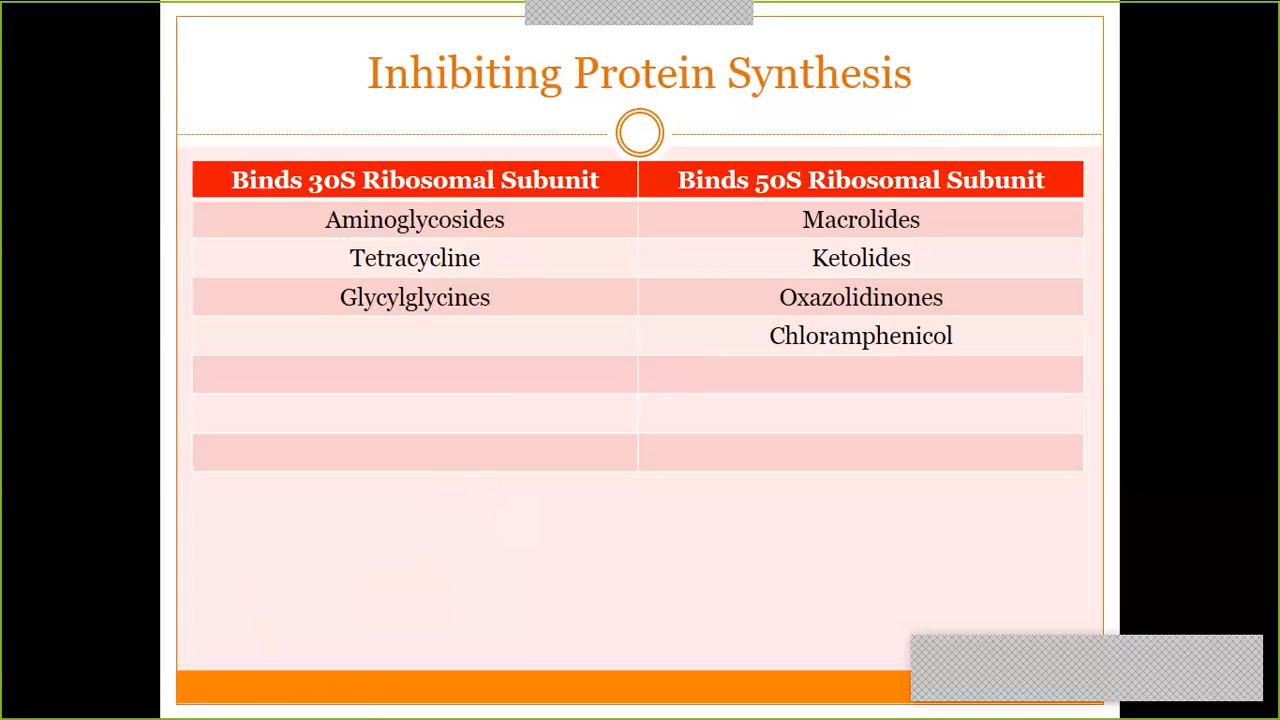 Inhibiting Protein Synthesis
Binds 30S Ribosomal Subunit Binds 50S Ribosomal Subunit
Aminoglycosides Macrolides
Tetracycline Ketolides
Glycylglycines Oxazolidinones
Chloramphenicol